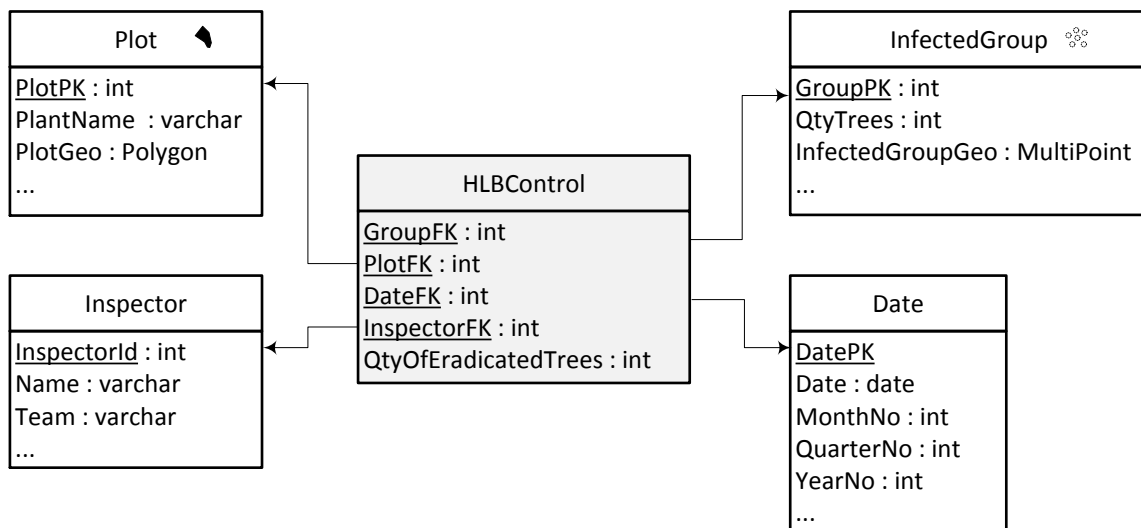 Plot
PlotPK : int
PlantName : varchar
PlotGeo : Polygon
...
InfectedGroup
GroupPK : int
QtyTrees : int
InfectedGroupGeo : MultiPoint
...
HLBControl
GroupFK : int
PlotFK : int
DateFK : int
InspectorFK : int
QtyOfEradicatedTrees : int
Inspector
InspectorId : int
Name : varchar
Team : varchar
...
Date
DatePK
Date : date
MonthNo : int
QuarterNo : int
YearNo : int
...